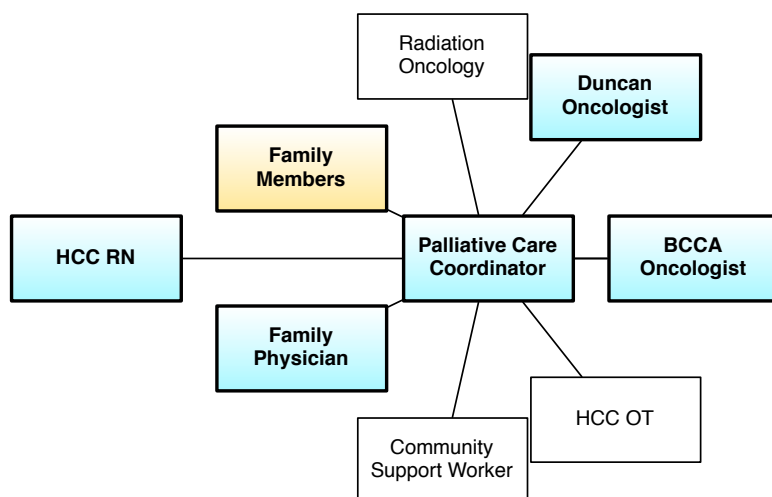 Radiation
Oncology
Duncan
Oncologist
Family
Members
HCC RN
Palliative Care
Coordinator
BCCA
Oncologist
Family
Physician
HCC OT
Community
Support Worker